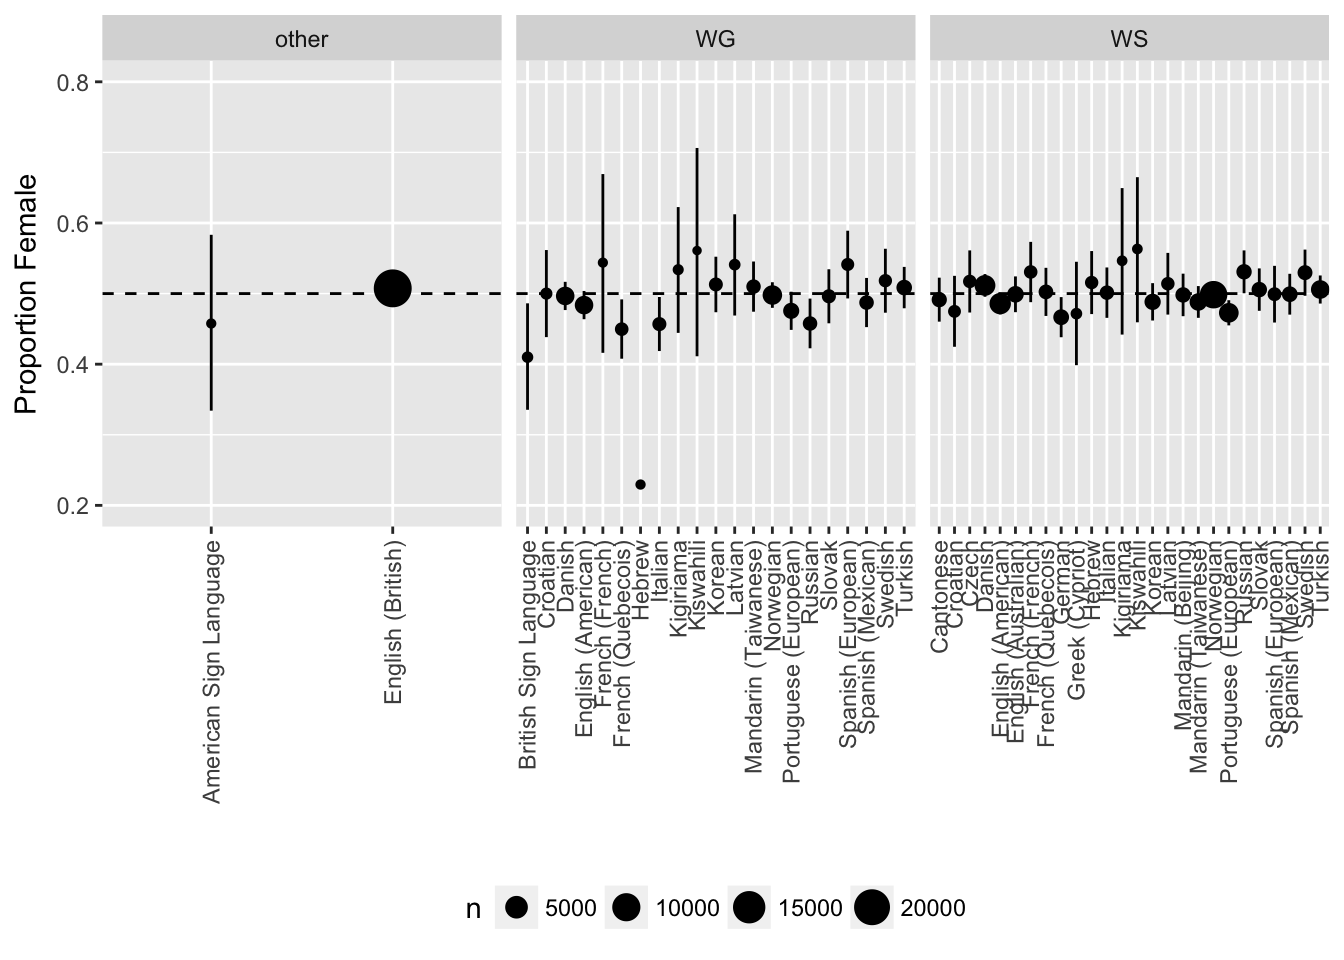 other
WG
WS
Proportion Female
0.8
0.6
0.4
0.2
American Sign Language
English (British)
British Sign Language
Croatian
Danish
English (American)
French (French)
French (Quebecois)
Hebrew
Italian
Kigiriama
Kiswahili
Korean
Latvian
Mandarin (Taiwanese)
Norwegian
Portuguese (European)
Russian
Slovak
Spanish (European)
Spanish (Mexican)
Swedish
Turkish
Cantonese
Croatian
Czech
Danish
English (American)
English (Australian)
French (French)
French (Quebecois)
German
Greek (Cypriot)
Hebrew
Italian
Kigiriama
Kiswahili
Korean
Latvian
Mandarin (Beijing)
Mandarin (Taiwanese)
Norwegian
Portuguese (European)
Russian
Slovak
Spanish (European)
Spanish (Mexican)
Swedish
Turkish
n 5000 10000 15000 20000